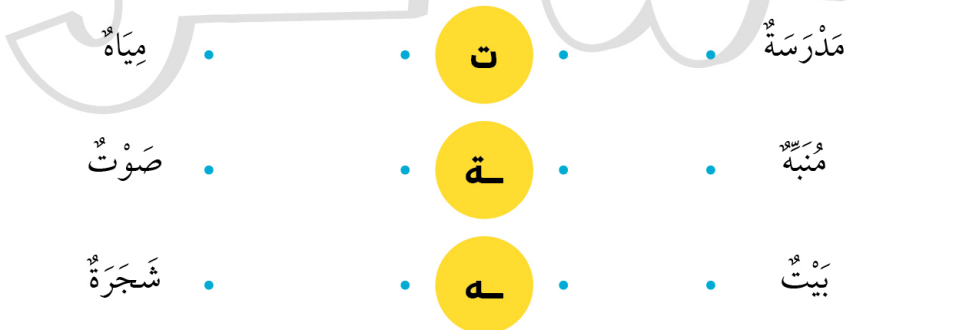 مَدْرَسَةٌ ت مِيَاهٌ
مُنَبِّهٌ ـة صَوْتٌ
بَيْتٌ ـه شَجَرَةٌ